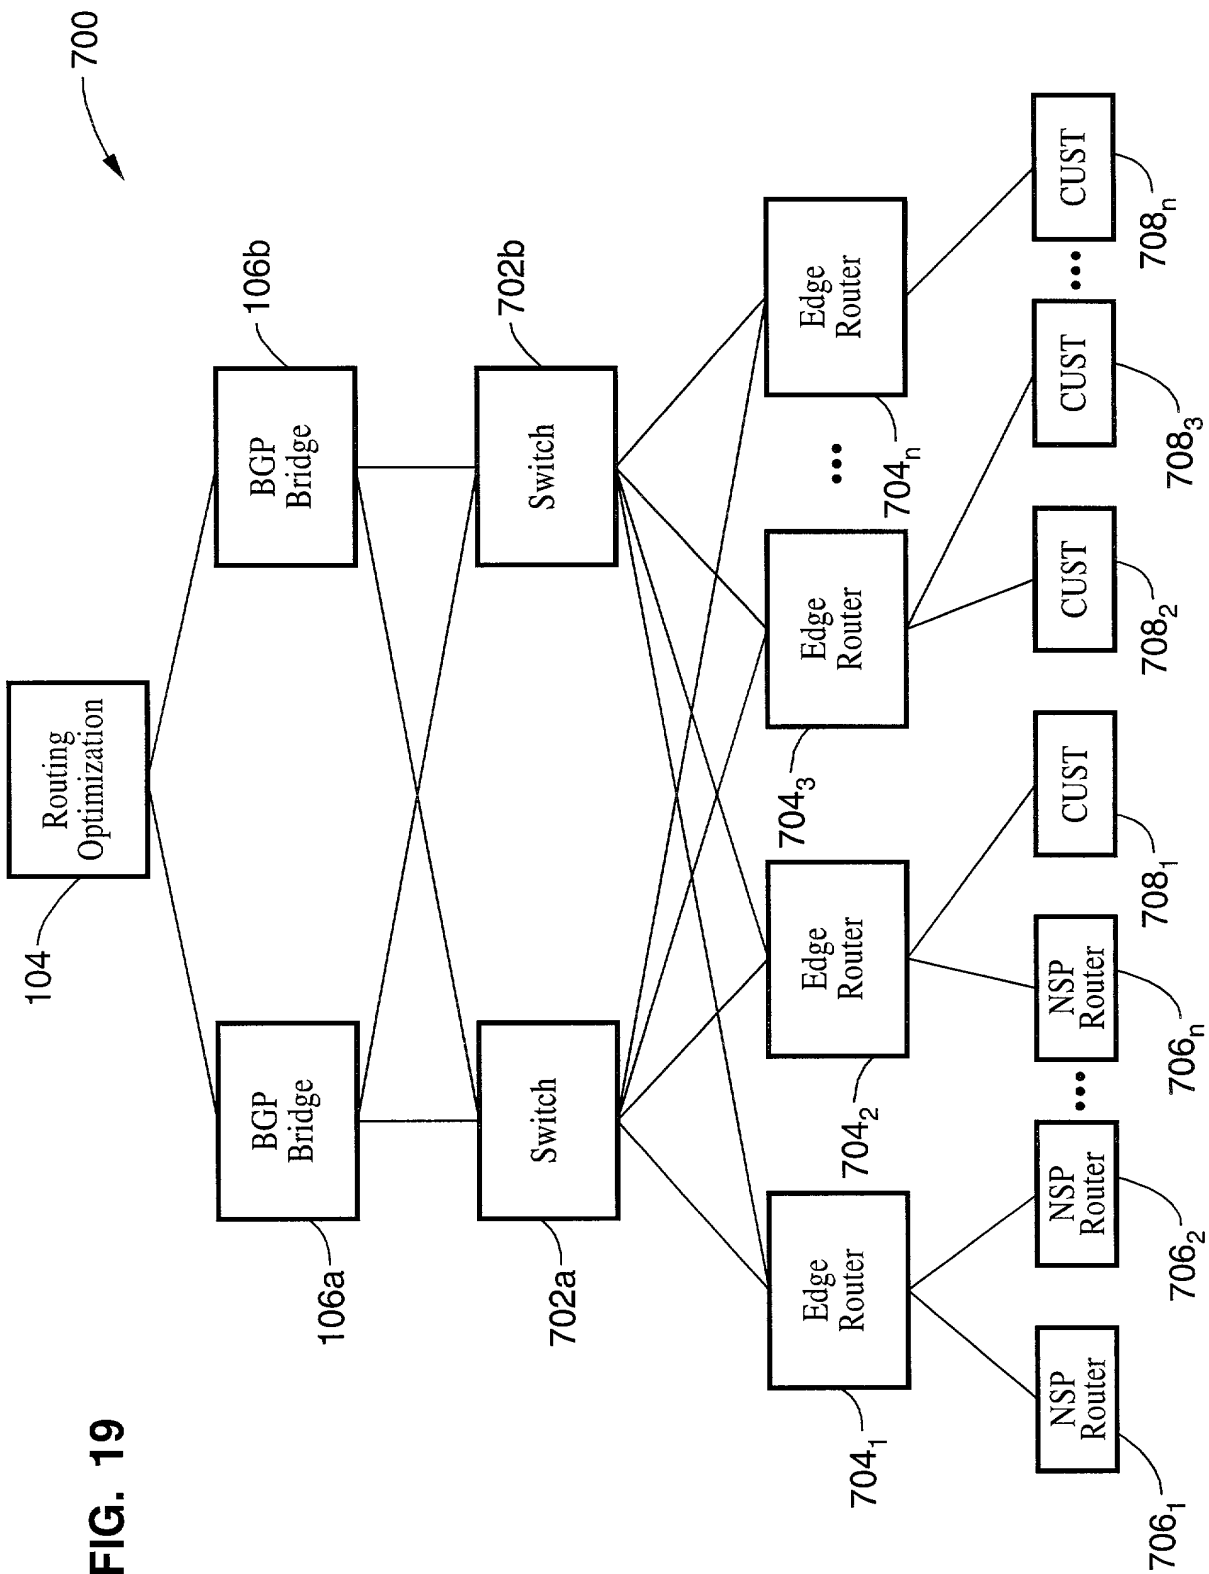 FIG. 19
700
Routing
Optimization
104
BGP
Bridge
106a
BGP
Bridge
106b
Switch
702a
Switch
702b
Edge
Router
704₁
Edge
Router
704₂
Edge
Router
704₃
•••
Edge
Router
704ₙ
NSP
Router
706₁
NSP
Router
706₂
•••
NSP
Router
706ₙ
CUST
708₁
CUST
708₂
CUST
708₃
•••
CUST
708ₙ